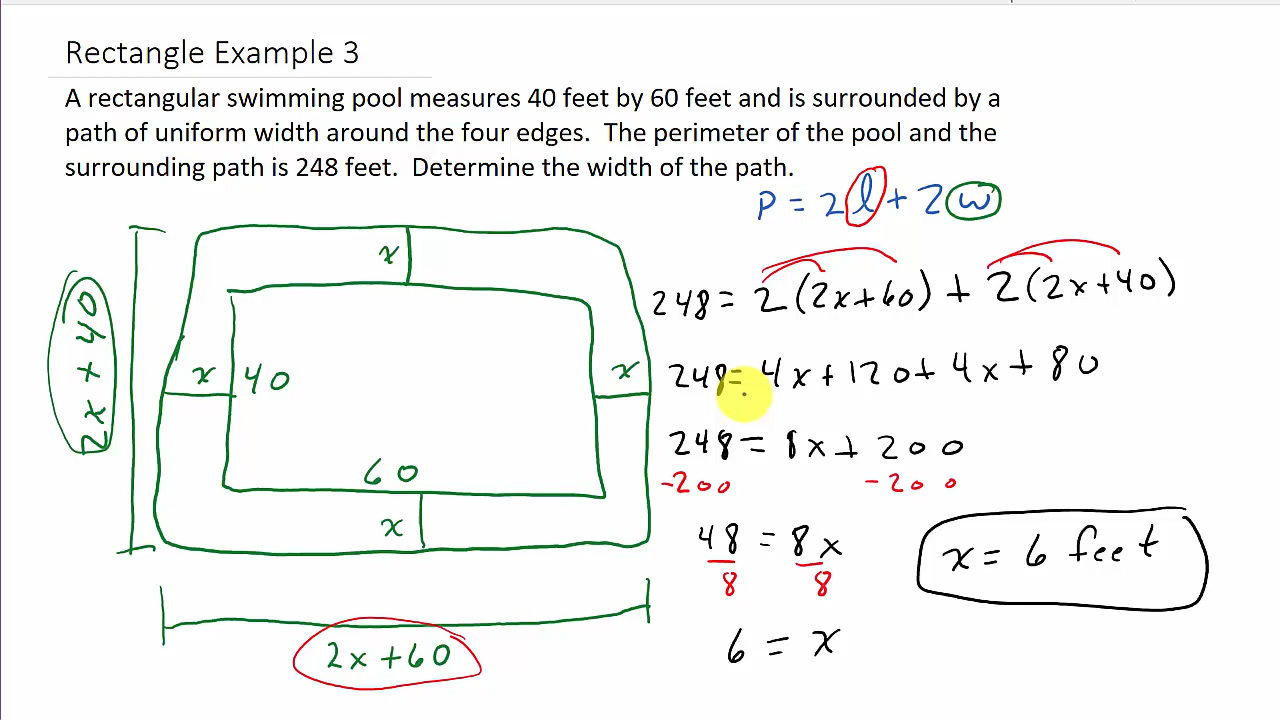 Rectangle Example 3
A rectangular swimming pool measures 40 feet by 60 feet and is surrounded by a
path of uniform width around the four edges. The perimeter of the pool and the
surrounding path is 248 feet. Determine the width of the path.
P = 2l + 2w
248 = 2(2x+60) + 2(2x+40)
248 = 4x + 120 + 4x + 80
248 = 8x + 200
-200 -200
48 = 8x
8 8
6 = x
x = 6 feet
x
2x + 40
x 40
x
60
x
2x + 60